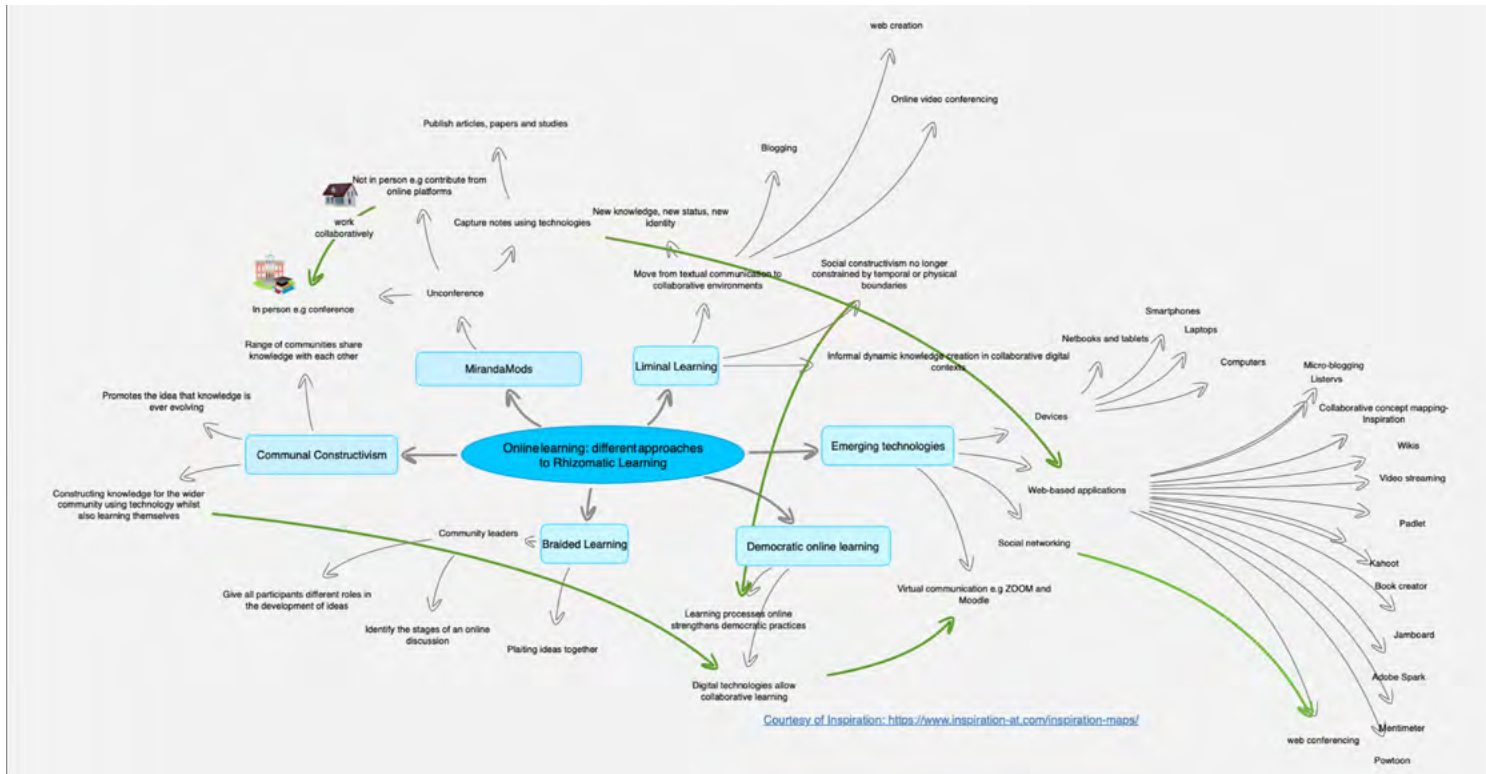 web creation
Online video conferencing
Publish articles, papers and studies
Blogging
Not in person e.g contribute from
online platforms
work
collaboratively
Capture notes using technologies
New knowledge, new status, new
identity
Move from textual communication to
collaborative environments
Social constructivism no longer
constrained by temporal or physical
boundaries
Unconference
In person e.g conference
Range of communities share
knowledge with each other
MirandaMods
Liminal Learning
Informal dynamic knowledge creation in collaborative digital
contexts
Promotes the idea that knowledge is
ever evolving
Communal Constructivism
Online learning: different approaches
to Rhizomatic Learning
Emerging technologies
Constructing knowledge for the wider
community using technology whilst
also learning themselves
Community leaders
Braided Learning
Democratic online learning
Give all participants different roles in
the development of ideas
Identify the stages of an online
discussion
Plaiting ideas together
Learning processes online
strengthens democratic practices
Digital technologies allow
collaborative learning
Virtual communication e.g ZOOM and
Moodle
Social networking
Web-based applications
Devices
Netbooks and tablets
Smartphones
Laptops
Computers
Micro-blogging
Listervs
Collaborative concept mapping-
Inspiration
Wikis
Video streaming
Padlet
Kahoot
Book creator
Jamboard
Adobe Spark
Mentimeter
Powtoon
web conferencing
Courtesy of Inspiration: https://www.inspiration-at.com/inspiration-maps/